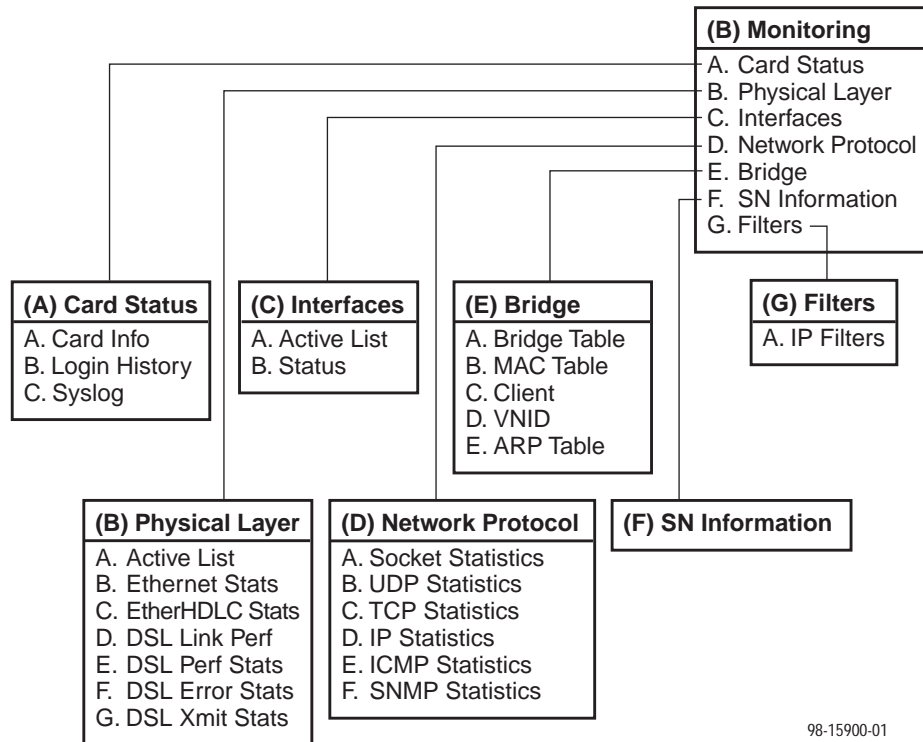 (B) Monitoring
A. Card Status
B. Physical Layer
C. Interfaces
D. Network Protocol
E. Bridge
F. SN Information
G. Filters
(A) Card Status
A. Card Info
B. Login History
C. Syslog
(C) Interfaces
A. Active List
B. Status
(E) Bridge
A. Bridge Table
B. MAC Table
C. Client
D. VNID
E. ARP Table
(G) Filters
A. IP Filters
(B) Physical Layer
A. Active List
B. Ethernet Stats
C. EtherHDLC Stats
D. DSL Link Perf
E. DSL Perf Stats
F. DSL Error Stats
G. DSL Xmit Stats
(D) Network Protocol
A. Socket Statistics
B. UDP Statistics
C. TCP Statistics
D. IP Statistics
E. ICMP Statistics
F. SNMP Statistics
(F) SN Information
98-15900-01